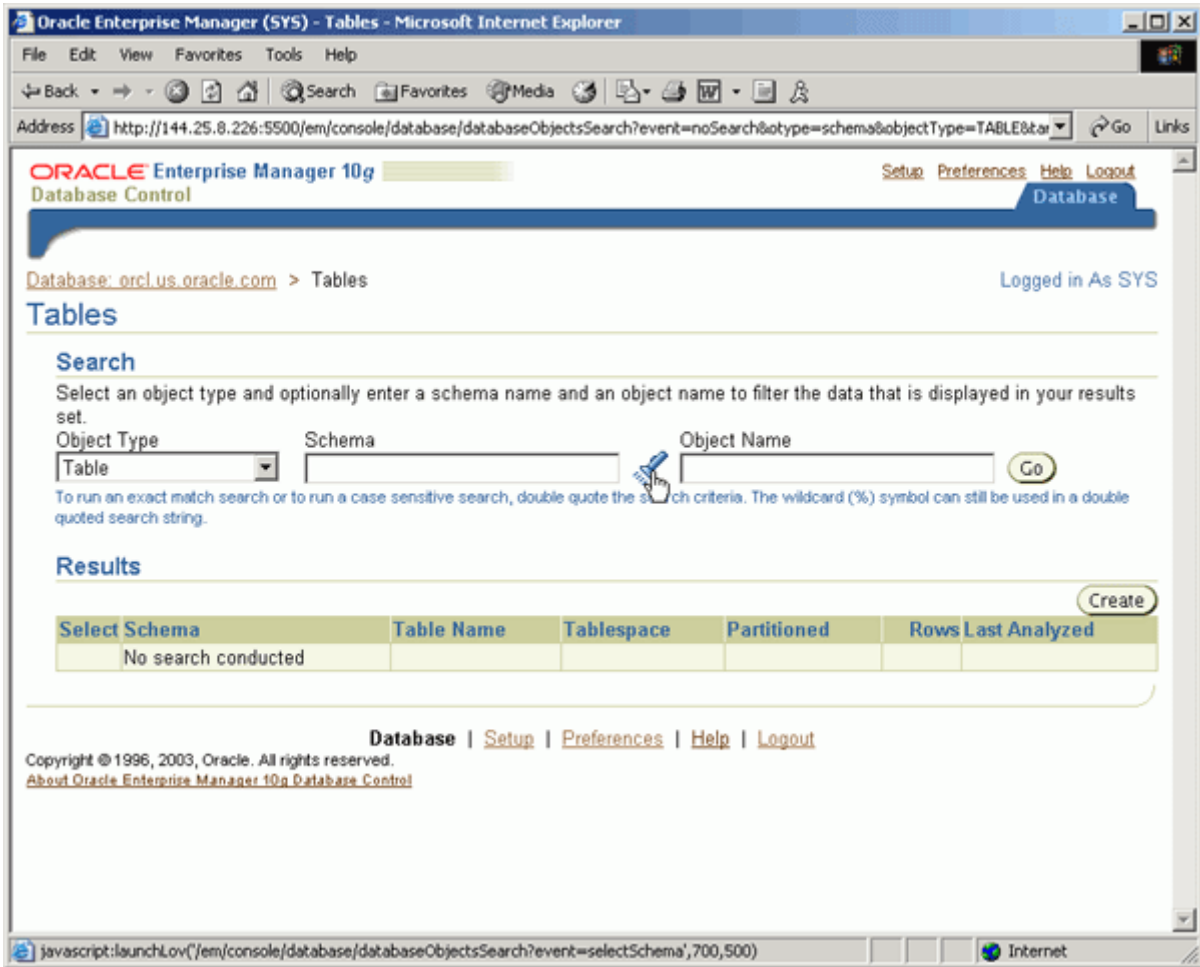 Oracle Enterprise Manager (SYS) - Tables - Microsoft Internet Explorer
File Edit View Favorites Tools Help
Back Search Favorites Media
Address http://144.25.8.226:5500/em/console/database/databaseObjectsSearch?event=noSearch&otype=schema&objectType=TABLE&tar Go Links
ORACLE Enterprise Manager 10g
Setup Preferences Help Logout
Database Control
Database
Database: orcl.us.oracle.com > Tables
Logged in As SYS
Tables
Search
Select an object type and optionally enter a schema name and an object name to filter the data that is displayed in your results
set.
Object Type Schema Object Name
Table Go
To run an exact match search or to run a case sensitive search, double quote the search criteria. The wildcard (%) symbol can still be used in a double
quoted search string.
Results
Create
Select Schema Table Name Tablespace Partitioned Rows Last Analyzed
No search conducted
Database | Setup | Preferences | Help | Logout
Copyright © 1996, 2003, Oracle. All rights reserved.
About Oracle Enterprise Manager 10g Database Control
javascript:launchLov('/em/console/database/databaseObjectsSearch?event=selectSchema',700,500) Internet